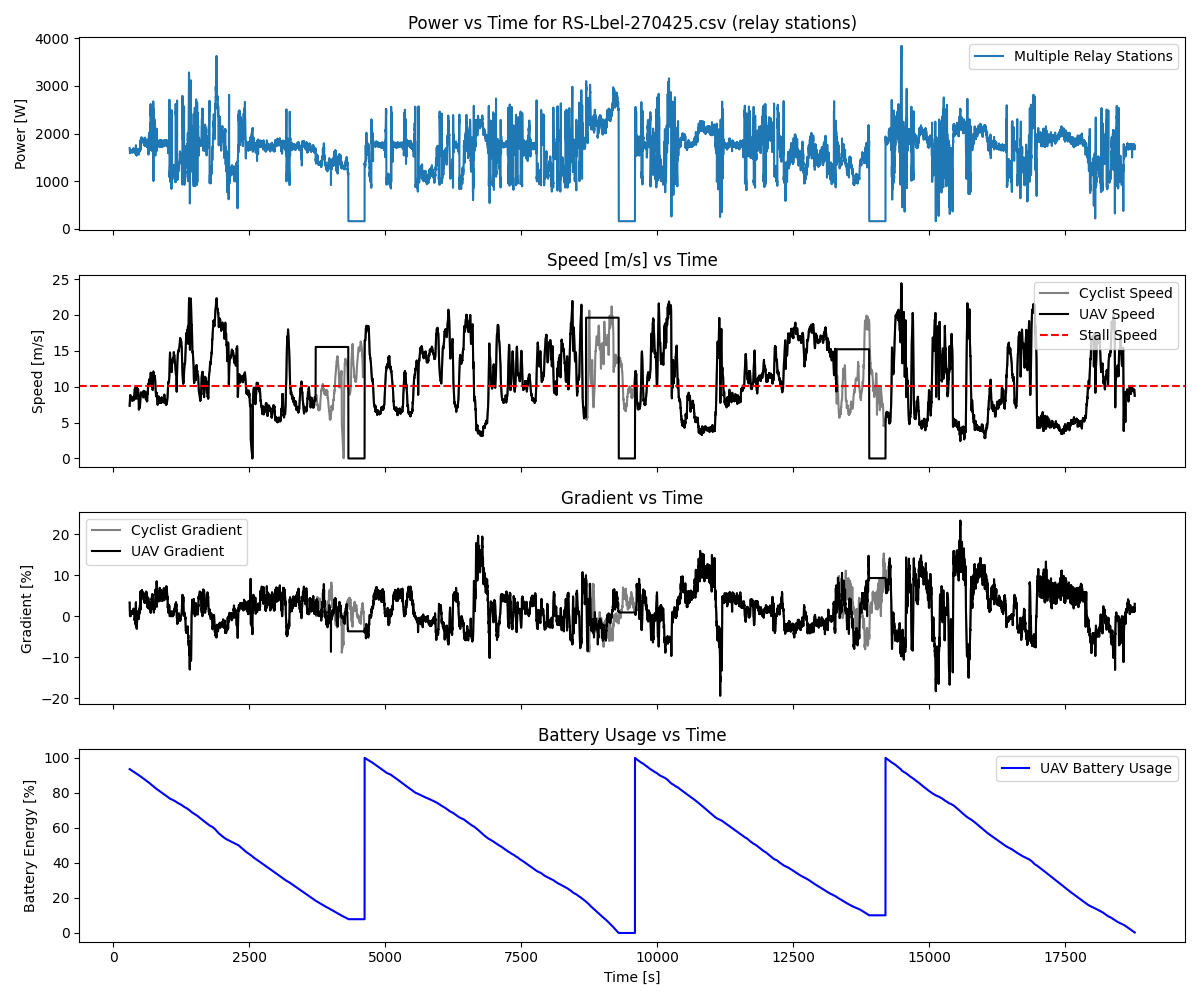 Power vs Time for RS-Lbel-270425.csv (relay stations)
4000
3000
2000
1000
0
Power [W]
Multiple Relay Stations
Speed [m/s] vs Time
25
20
15
10
5
0
Speed [m/s]
Cyclist Speed
UAV Speed
Stall Speed
Gradient vs Time
20
10
0
−10
−20
Gradient [%]
Cyclist Gradient
UAV Gradient
Battery Usage vs Time
100
80
60
40
20
0
Battery Energy [%]
UAV Battery Usage
0 2500 5000 7500 10000 12500 15000 17500
Time [s]